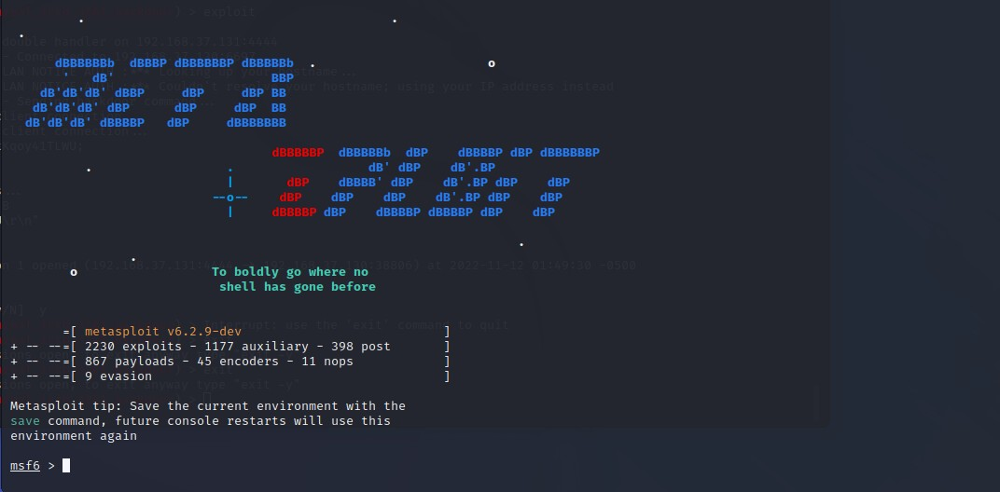 dBBBBBBb  dBBBP dBBBBBBP dBBBBBb  .                       o
 '   dB'                     BBP
dB'dB'dB' dBBP     dBP     dBP BB
dB'dB'dB' dBP      dBP     dBP  BB
dB'dB'dB' dBBBBP   dBP     dBBBBBBB
dBBBBBP  dBBBBBb  dBP    dBBBBP dBP dBBBBBBP
.                  .                  dB' dBP    dB'.BP
|       dBP    dBBBB' dBP    dB'.BP dBP    dBP
--o--    dBP    dBP    dBP    dB'.BP dBP    dBP
|     dBBBBP dBP    dBBBBP dBBBBP dBP    dBP
.
o                  To boldly go where no
shell has gone before
=[ metasploit v6.2.9-dev                           ]
+ -- --=[ 2230 exploits - 1177 auxiliary - 398 post       ]
+ -- --=[ 867 payloads - 45 encoders - 11 nops            ]
+ -- --=[ 9 evasion                                       ]
Metasploit tip: Save the current environment with the
save command, future console restarts will use this
environment again
msf6 >